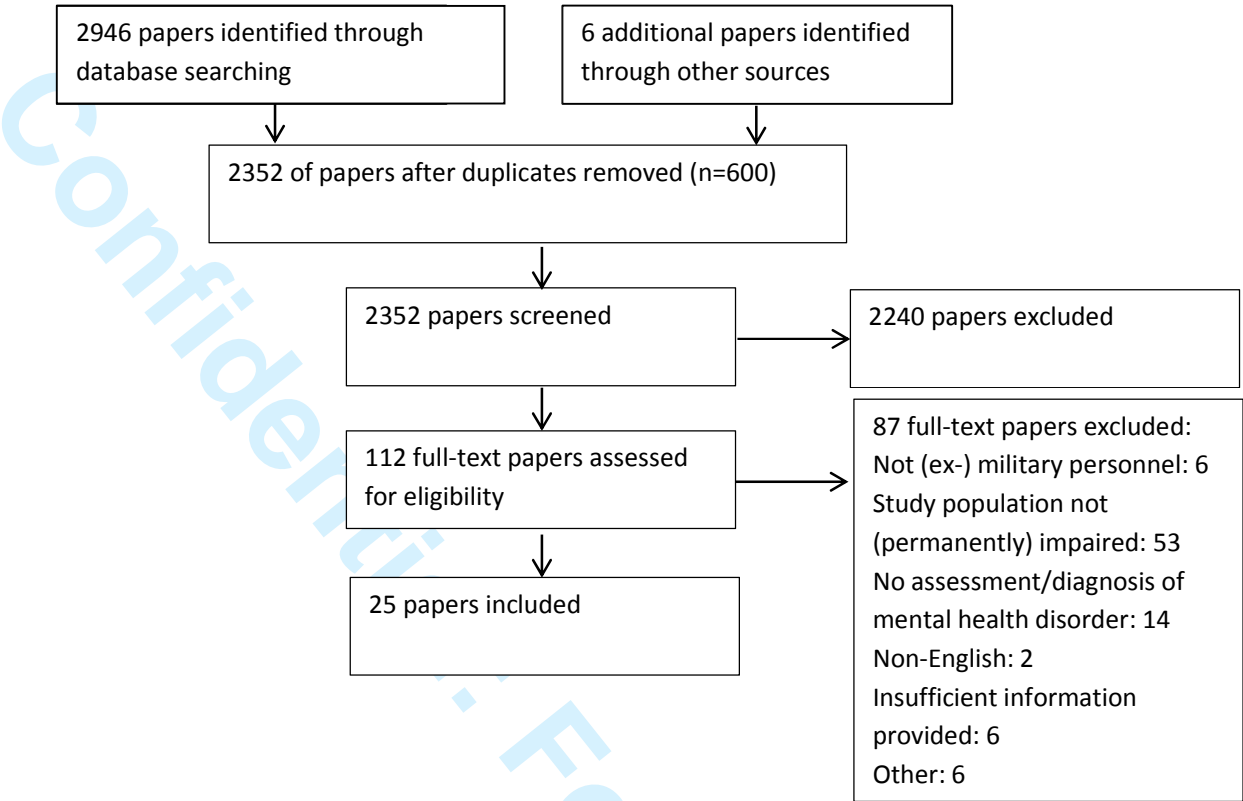 2946 papers identified through
database searching
6 additional papers identified
through other sources
2352 of papers after duplicates removed (n=600)
2352 papers screened
2240 papers excluded
112 full-text papers assessed
for eligibility
87 full-text papers excluded:
Not (ex-) military personnel: 6
Study population not
(permanently) impaired: 53
No assessment/diagnosis of
mental health disorder: 14
Non-English: 2
Insufficient information
provided: 6
Other: 6
25 papers included